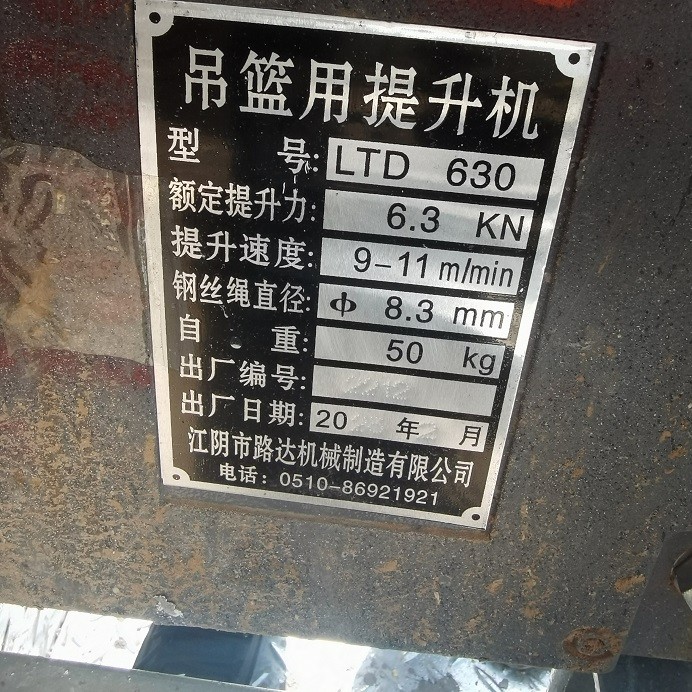 吊篮用提升机
型 号: LTD 630
额定提升力: 6.3 KN
提升速度: 9-11 m/min
钢丝绳直径: ф 8.3 mm
自 重: 50 kg
出厂编号:
出厂日期: 20 年 月
江阴市路达机械制造有限公司
电话: 0510-86921921